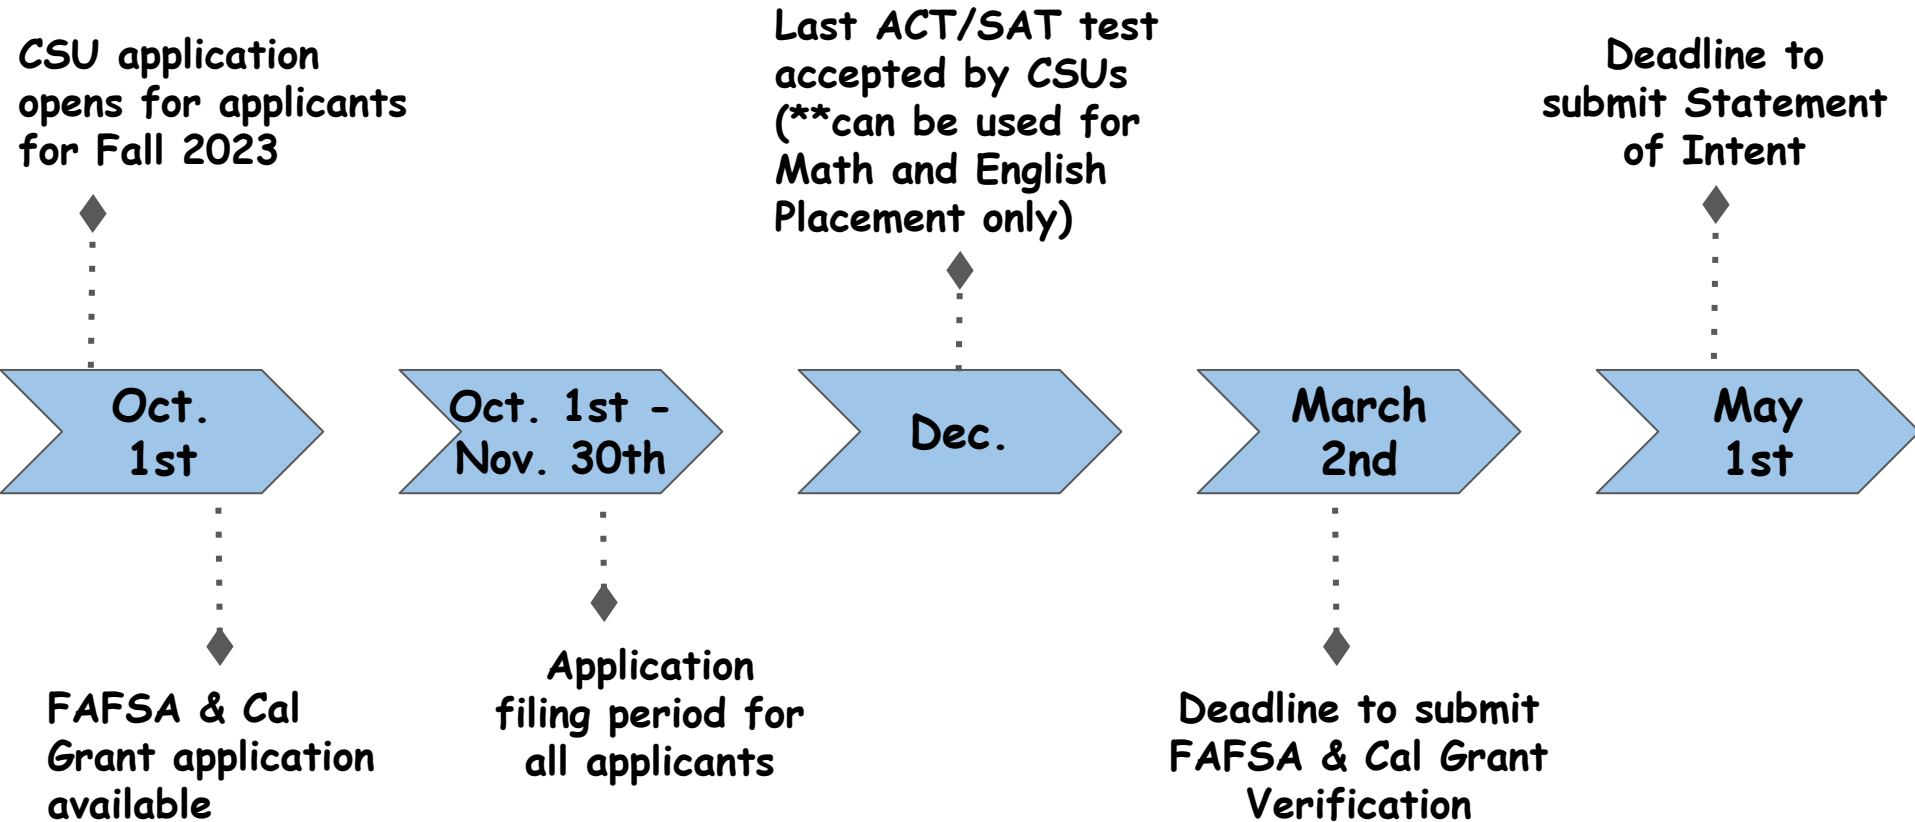 CSU application
opens for applicants
for Fall 2023
Last ACT/SAT test
accepted by CSUs
(**can be used for
Math and English
Placement only)
Deadline to
submit Statement
of Intent
Oct.
1st
Oct. 1st -
Nov. 30th
Dec.
March
2nd
May
1st
FAFSA & Cal
Grant application
available
Application
filing period for
all applicants
Deadline to submit
FAFSA & Cal Grant
Verification